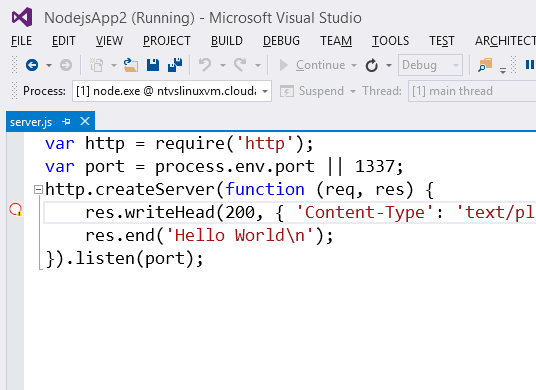 NodejsApp2 (Running) - Microsoft Visual Studio
FILE EDIT VIEW PROJECT BUILD DEBUG TEAM TOOLS TEST ARCHITECT
Continue Debug
Process: [1] node.exe @ ntvslinuxvm.clouda Suspend Thread: [1] main thread
server.js
var http = require('http');
var port = process.env.port || 1337;
http.createServer(function (req, res) {
res.writeHead(200, { 'Content-Type': 'text/pl
res.end('Hello World\n');
}).listen(port);